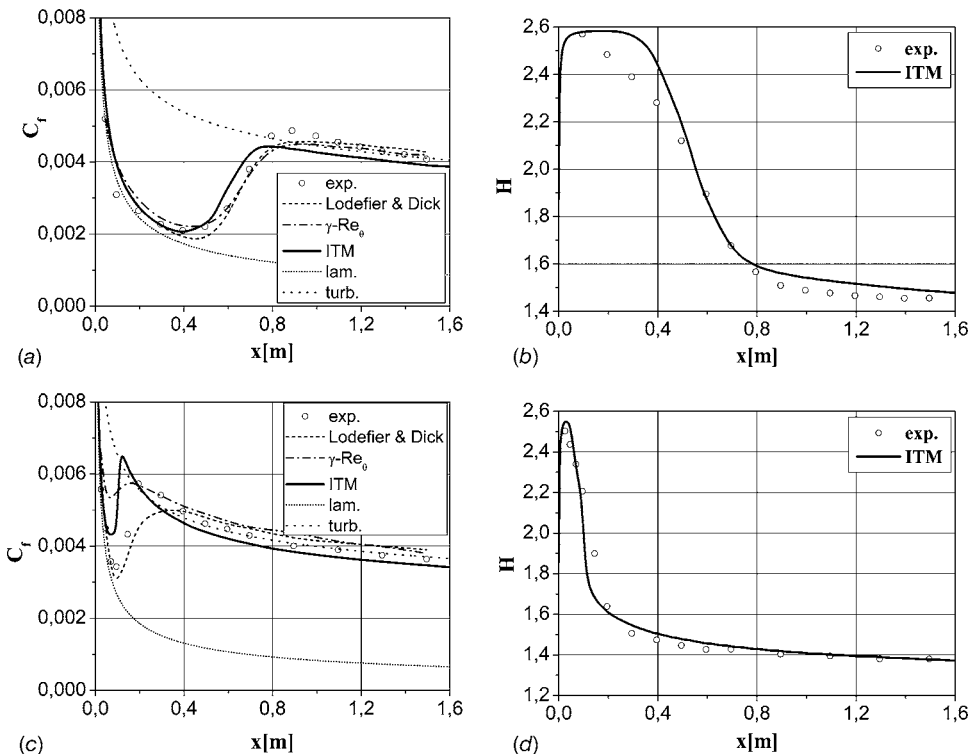 0,008
0,006
0,004
0,002
0,000
C_f
0,0 0,4 0,8 1,2 1,6
x[m]
exp.
Lodefier & Dick
γ-Re_θ
ITM
lam.
turb.
(a)
2,6
2,4
2,2
2,0
1,8
1,6
1,4
H
0,0 0,4 0,8 1,2 1,6
x[m]
exp.
ITM
(b)
0,008
0,006
0,004
0,002
0,000
C_f
0,0 0,4 0,8 1,2 1,6
x[m]
exp.
Lodefier & Dick
γ-Re_θ
ITM
lam.
turb.
(c)
2,6
2,4
2,2
2,0
1,8
1,6
1,4
1,2
H
0,0 0,4 0,8 1,2 1,6
x[m]
exp.
ITM
(d)